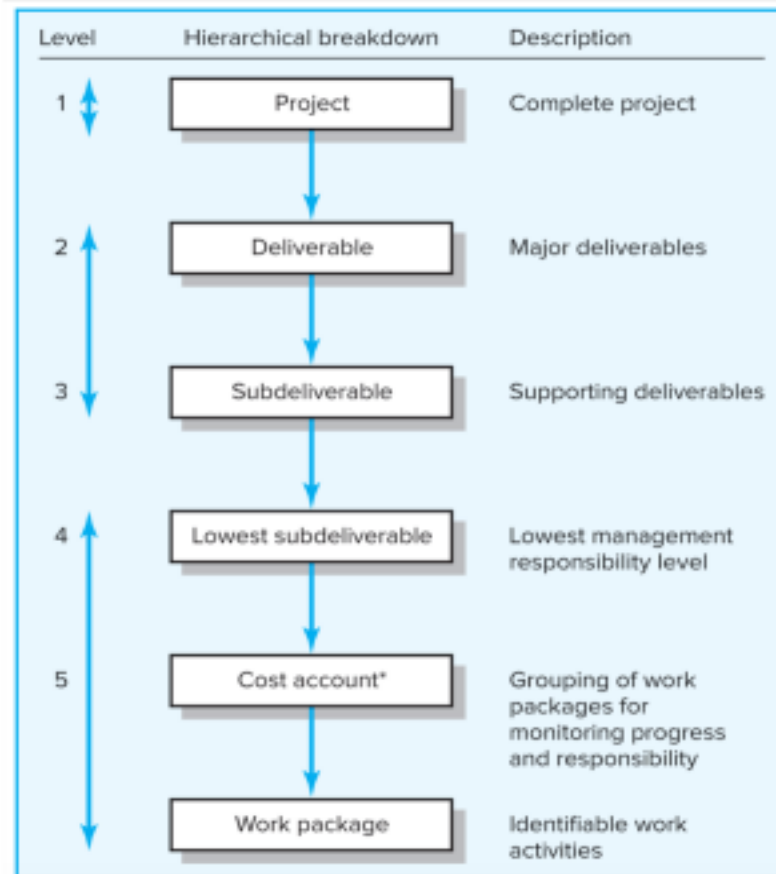 Level Hierarchical breakdown Description
1 Project Complete project
2 Deliverable Major deliverables
3 Subdeliverable Supporting deliverables
4 Lowest subdeliverable Lowest management
responsibility level
5 Cost account* Grouping of work
packages for
monitoring progress
and responsibility
Work package Identifiable work
activities